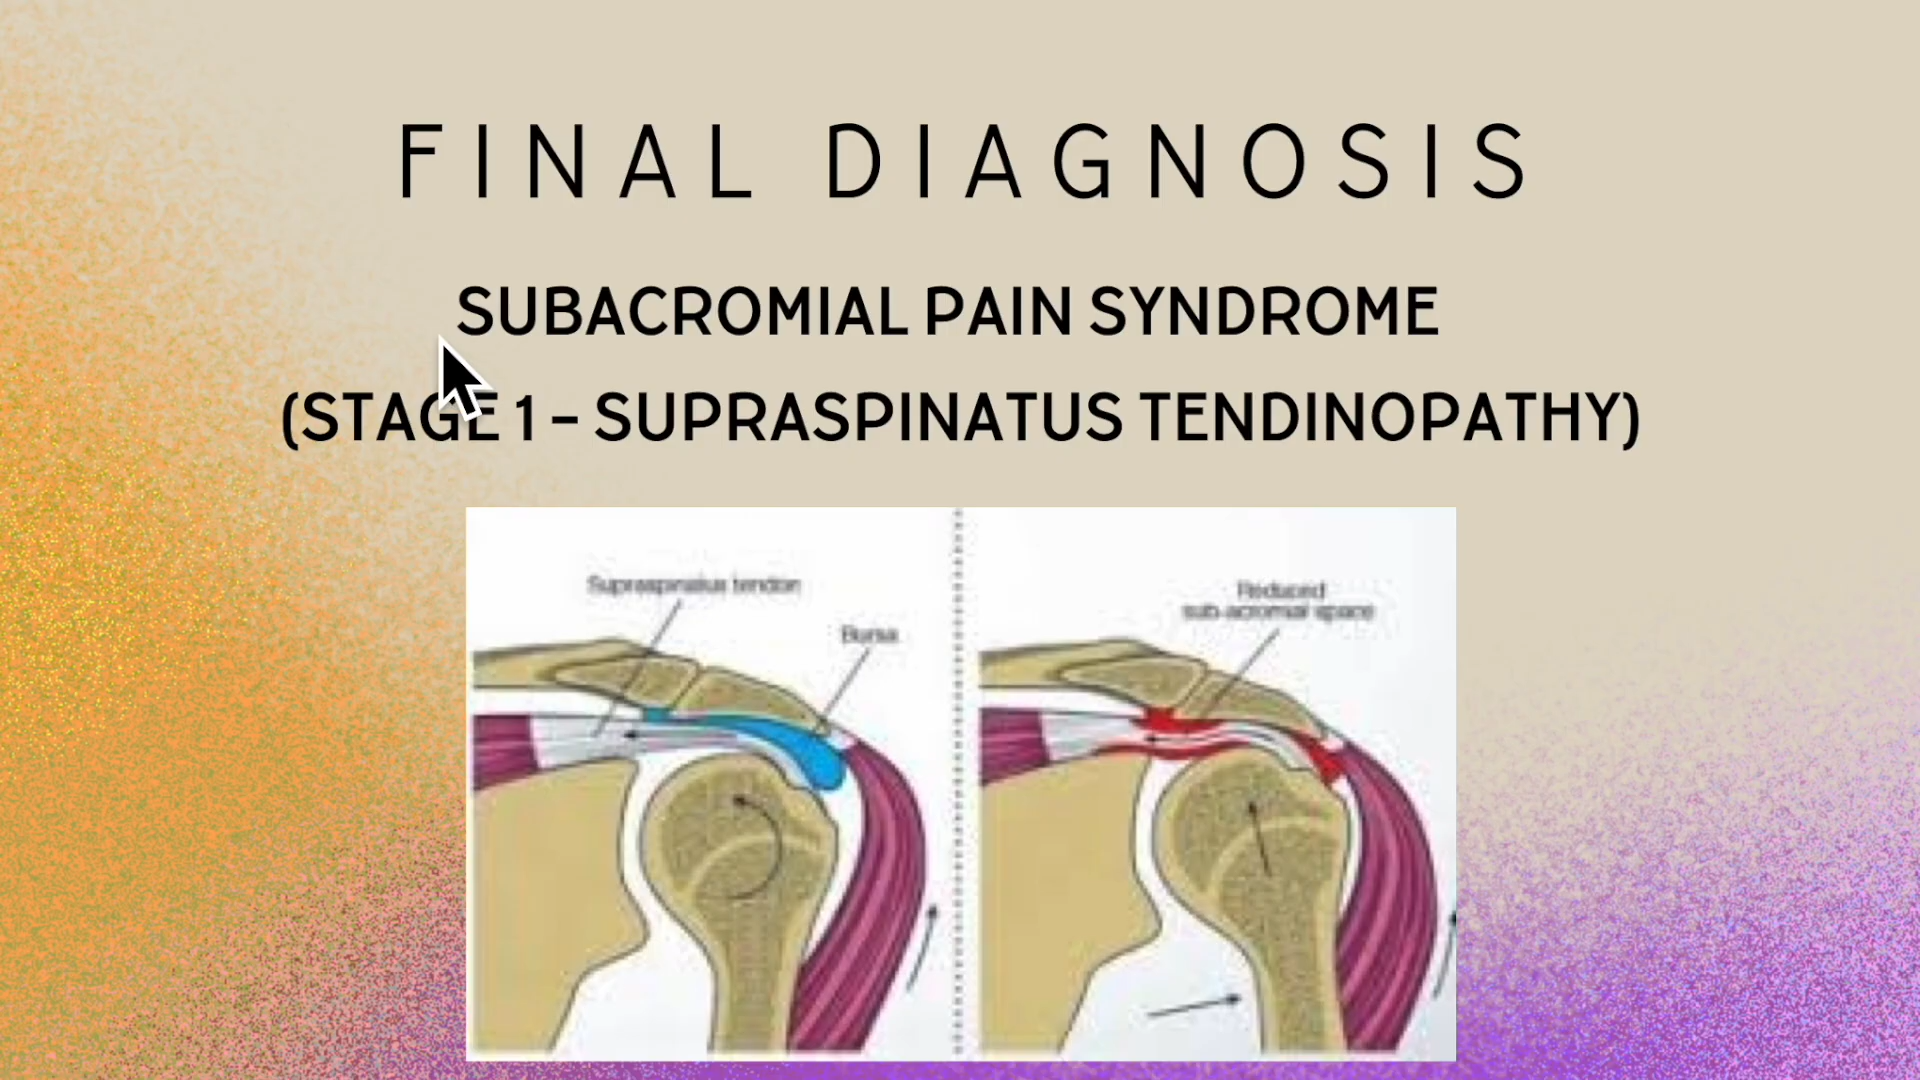 FINAL DIAGNOSIS
SUBACROMIAL PAIN SYNDROME
(STAGE 1 - SUPRASPINATUS TENDINOPATHY)
Supraspinatus tendon
Bursa
Reduced
sub-acromial space